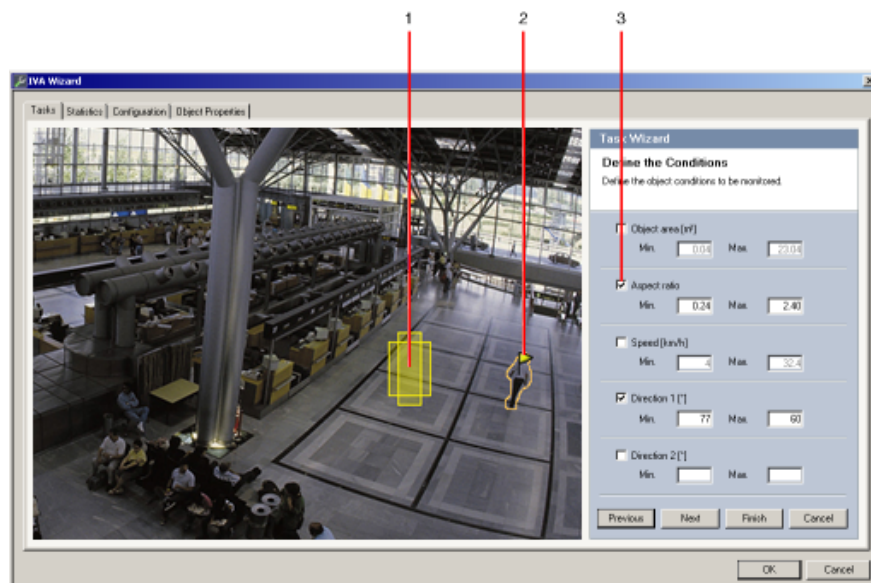 1 2 3
IVA Wizard
Tasks Statistics Configuration Object Properties
Task Wizard
Define the Conditions
Define the object conditions to be monitored.
Object area [m²]
Min. 0.04 Max. 23.04
Aspect ratio
Min. 0.24 Max. 2.40
Speed [km/h]
Min. 4 Max. 32.4
Direction 1 [°]
Min. 77 Max. 60
Direction 2 [°]
Min. Max.
Previous Next Finish Cancel
OK Cancel